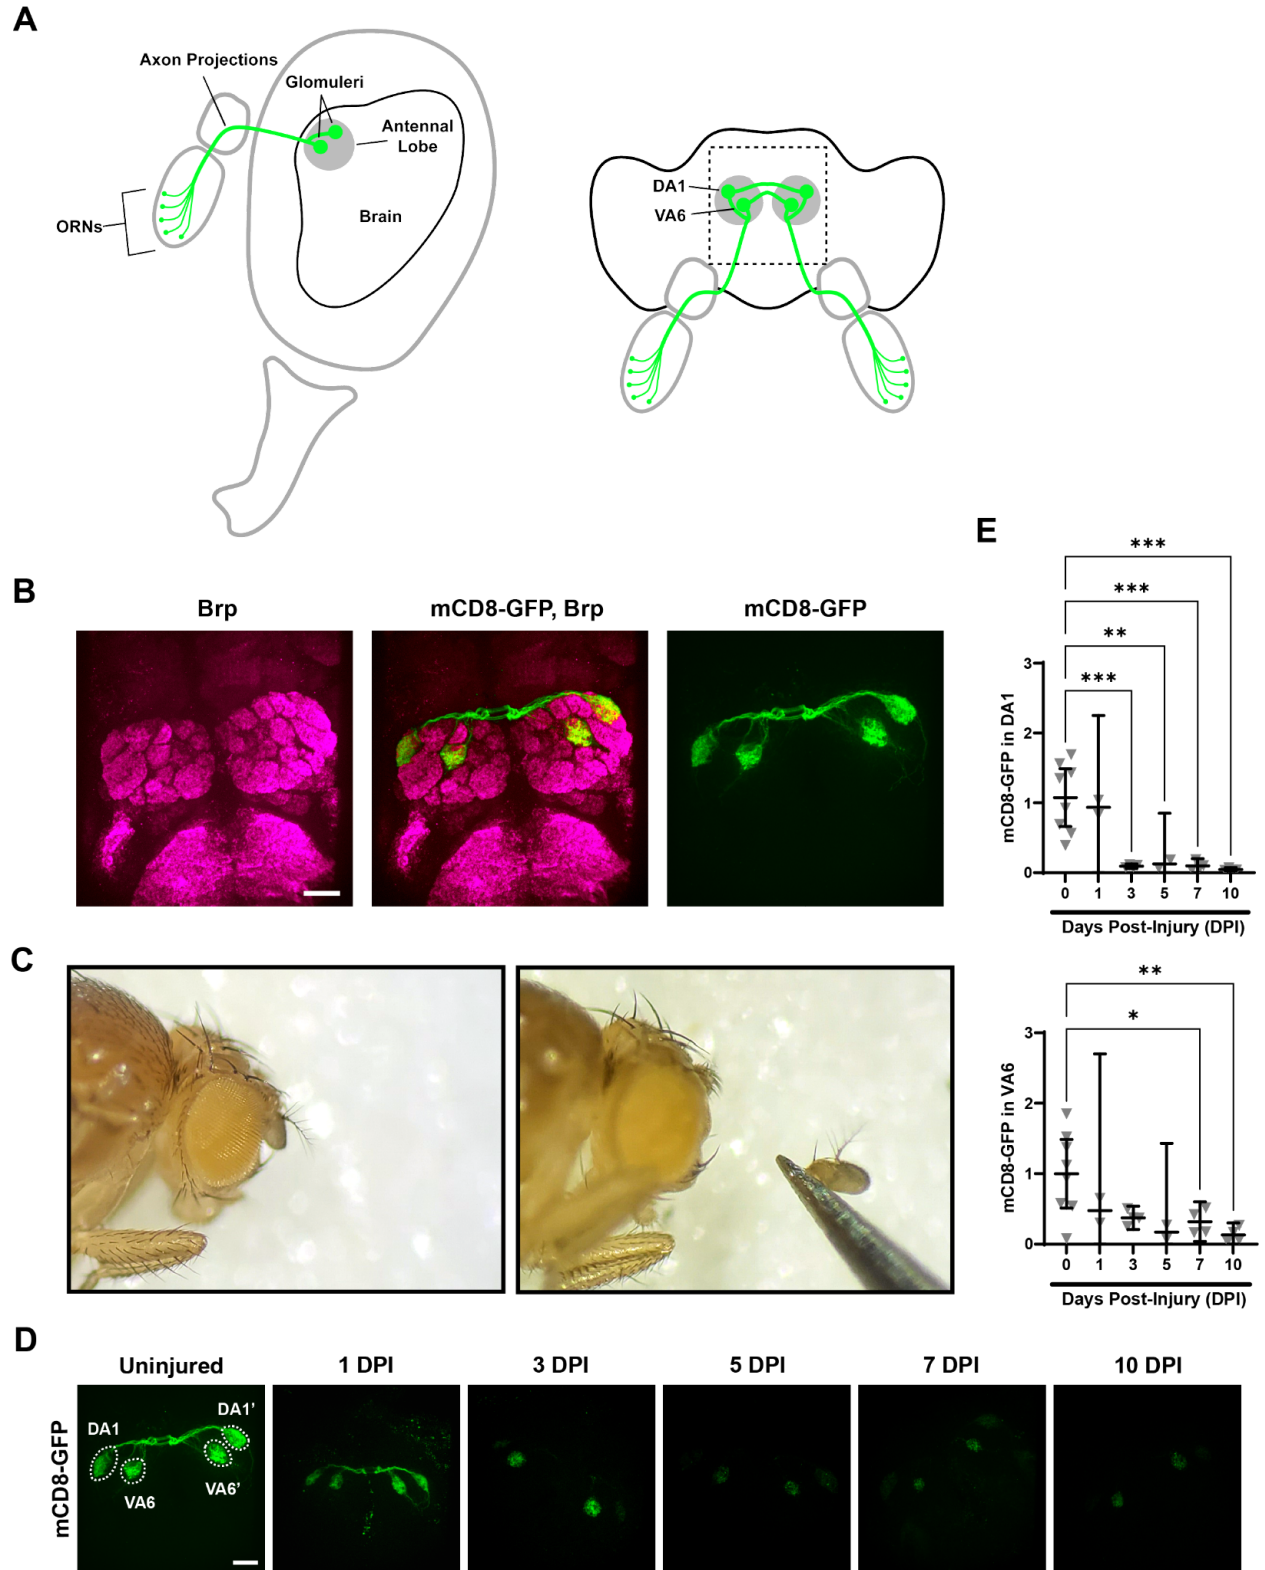 A
Axon Projections
Glomuleri
Antennal
Lobe
Brain
ORNs
DA1
VA6
B
Brp
mCD8-GFP, Brp
mCD8-GFP
C
D
Uninjured
1 DPI
3 DPI
5 DPI
7 DPI
10 DPI
mCD8-GFP
DA1
DA1’
VA6
VA6’
E
***
***
**
***
mCD8-GFP in DA1
3
2
1
0
0 1 3 5 7 10
Days Post-Injury (DPI)
**
*
mCD8-GFP in VA6
3
2
1
0
0 1 3 5 7 10
Days Post-Injury (DPI)